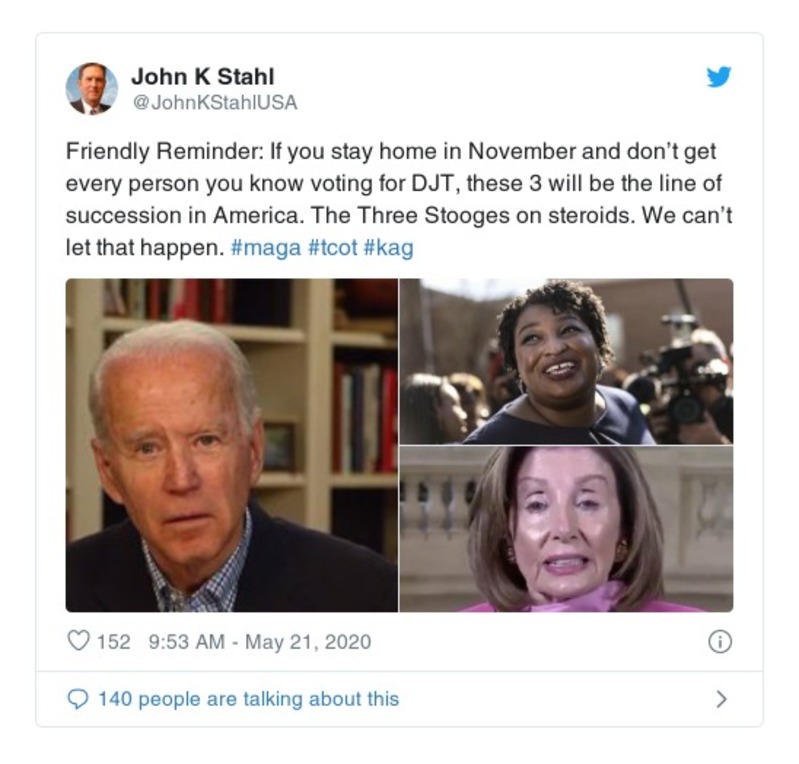 John K Stahl
@JohnKStahlUSA
Friendly Reminder: If you stay home in November and don’t get
every person you know voting for DJT, these 3 will be the line of
succession in America. The Three Stooges on steroids. We can’t
let that happen. #maga #tcot #kag
152 9:53 AM - May 21, 2020
140 people are talking about this